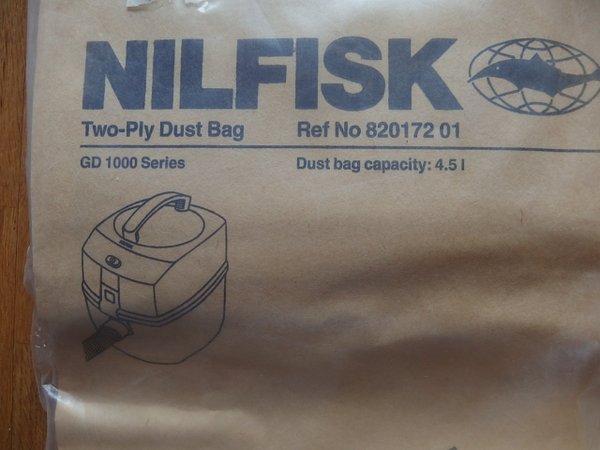 NILFISK
Two-Ply Dust Bag Ref No 820172 01
GD 1000 Series Dust bag capacity: 4.5 l